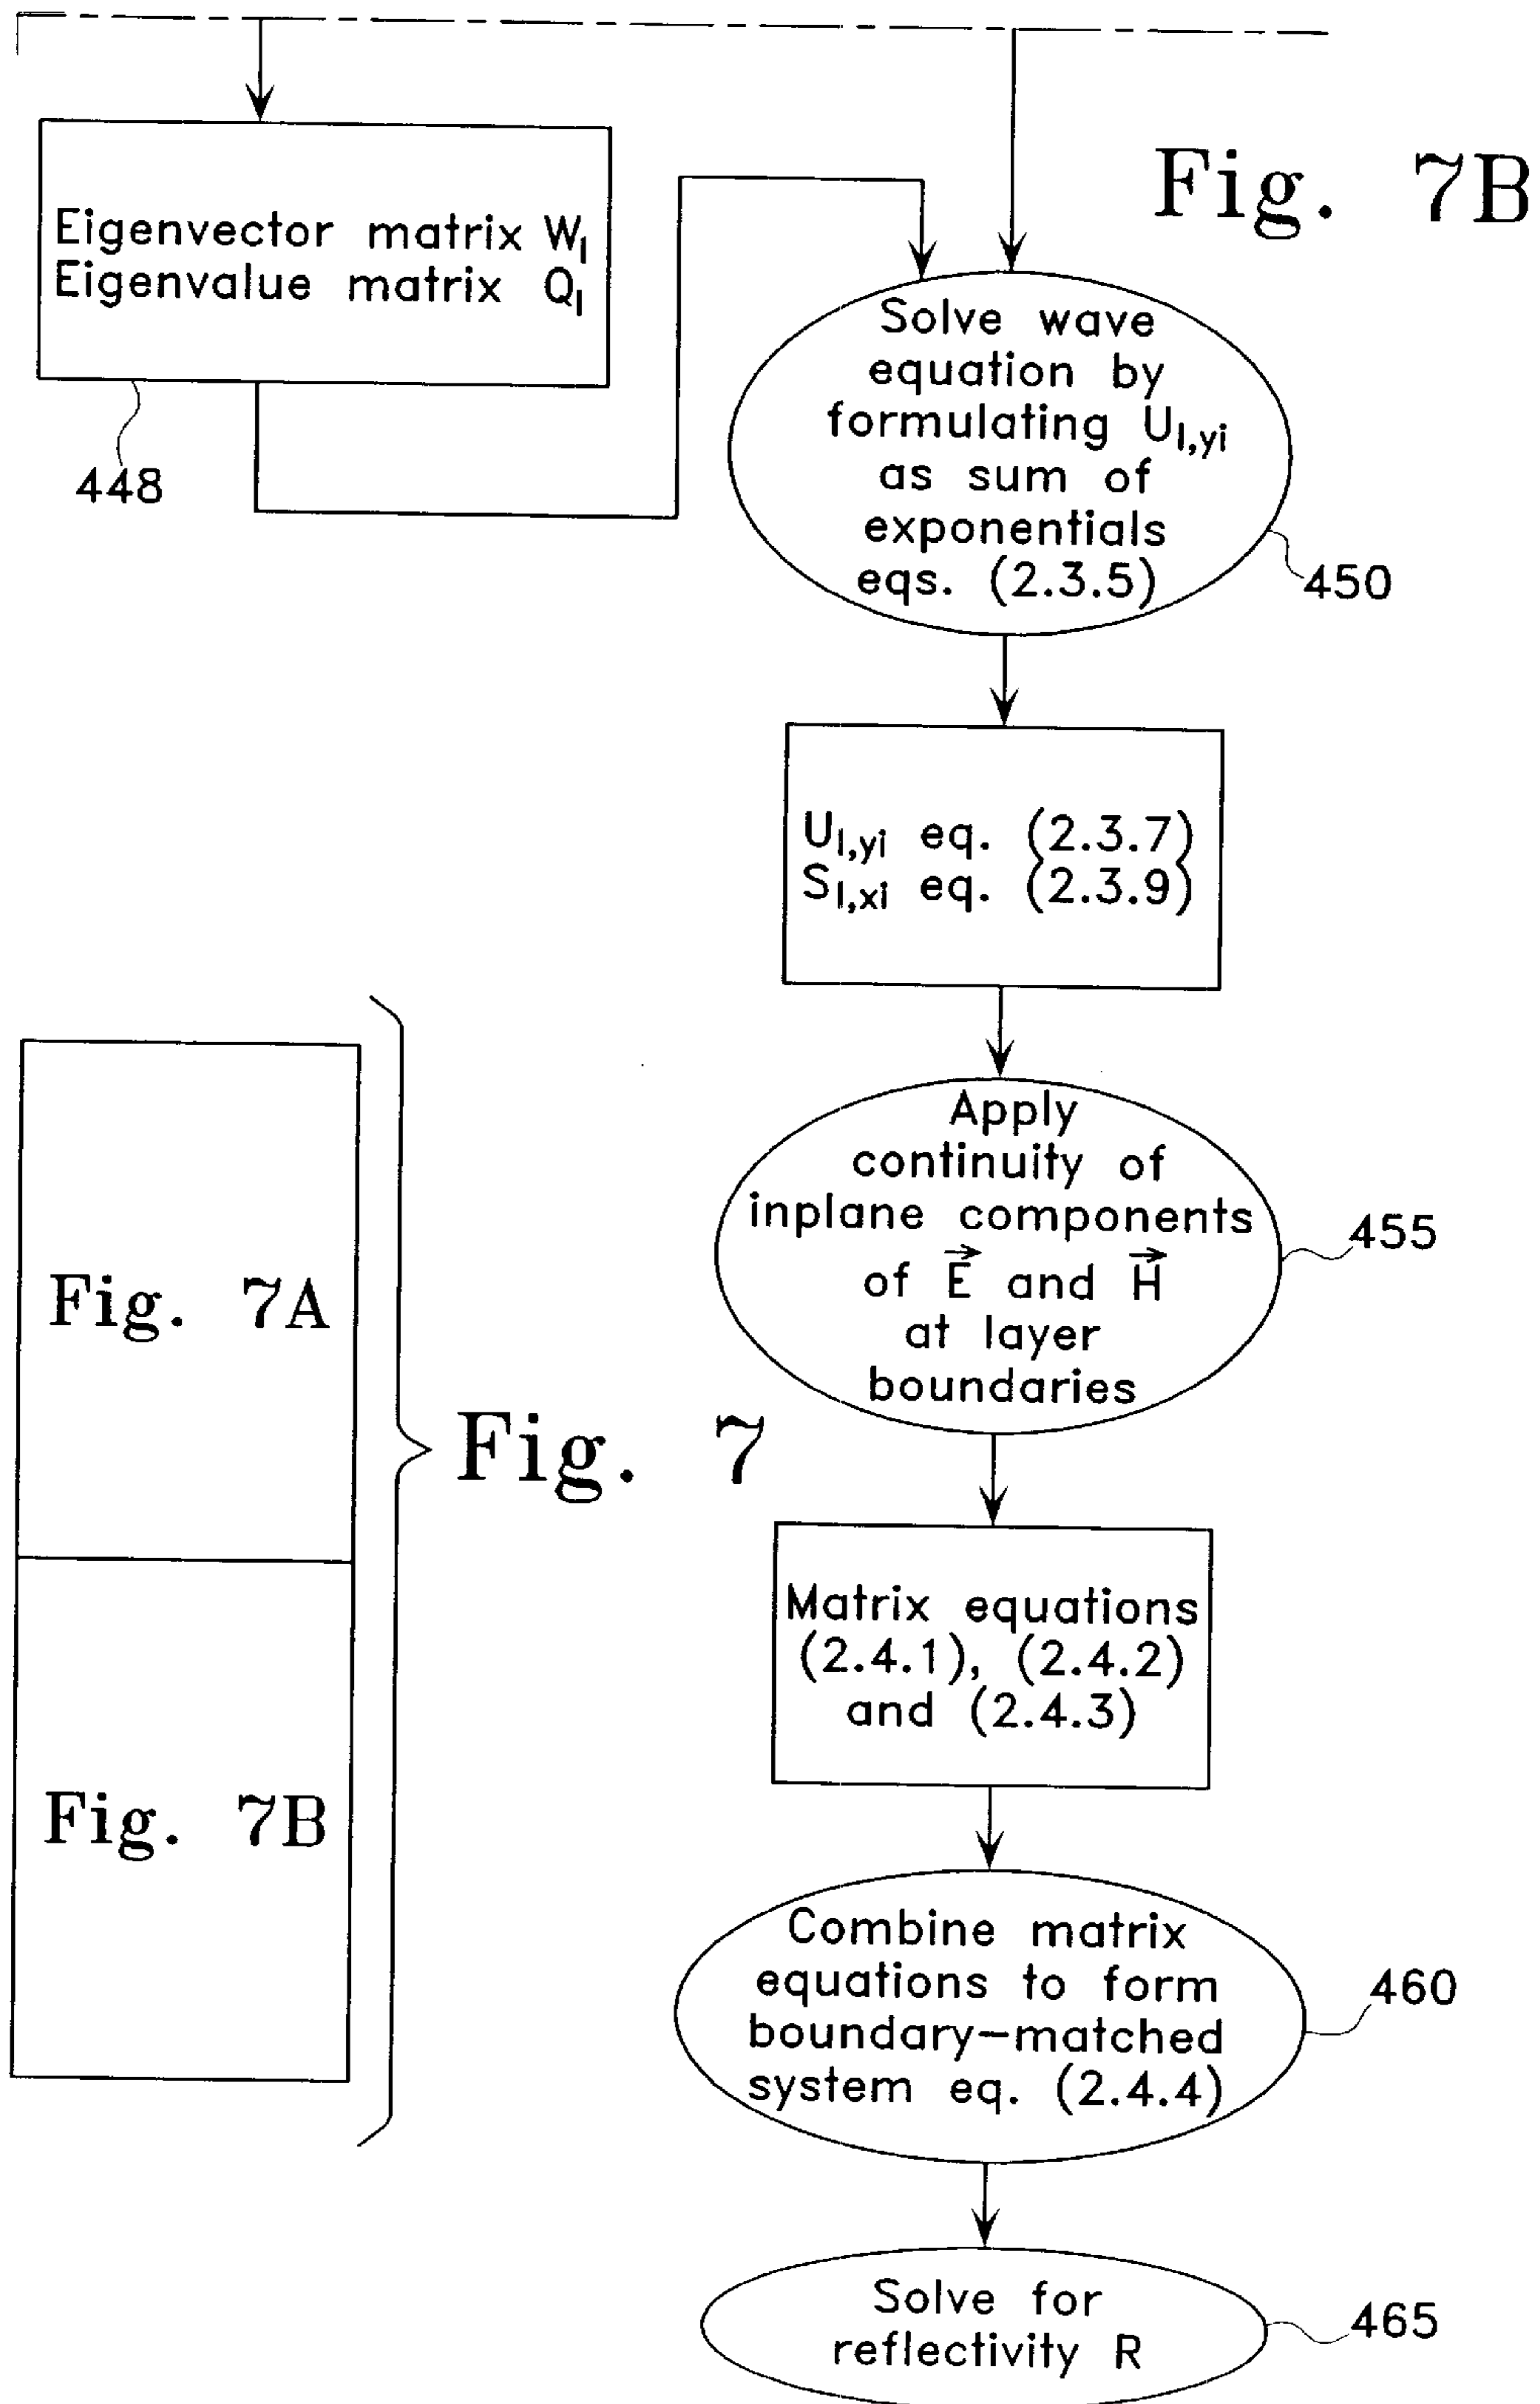 Fig. 7B
Eigenvector matrix W_l
Eigenvalue matrix Q_l
448
Solve wave
equation by
formulating U_l,yi
as sum of
exponentials
eqs. (2.3.5)
450
U_l,yi eq. (2.3.7)
S_l,xi eq. (2.3.9)
Apply
continuity of
inplane components
of E⃗ and H⃗
at layer
boundaries
455
Fig. 7A
Fig. 7B
Fig. 7
Matrix equations
(2.4.1), (2.4.2)
and (2.4.3)
Combine matrix
equations to form
boundary-matched
system eq. (2.4.4)
460
Solve for
reflectivity R
465